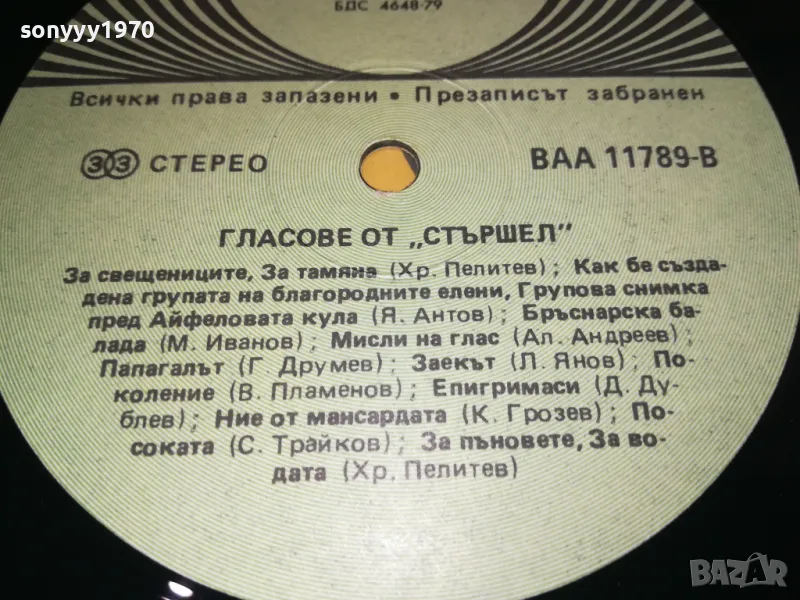 sonyyy1970
БДС 4648-79
Всички права запазени • Презаписът забранен
33 СТЕРЕО
ВАА 11789-В
ГЛАСОВЕ ОТ „СТЪРШЕЛ"
За свещениците, За тамяна (Хр. Пелитев); Как бе създа-
дена групата на благородните елени, Групова снимка
пред Айфеловата кула (Я. Антов); Бръснарска ба-
лада (М. Иванов); Мисли на глас (Ал. Андреев);
Папагалът (Г. Друмев); Заекът (Л. Янов); По-
коление (В. Пламенов); Епигримаси (Д. Ду-
блев); Ние от мансардата (К. Грозев); По-
соката (С. Трайков); За пъновете, За во-
дата (Хр. Пелитев)
BAZAR